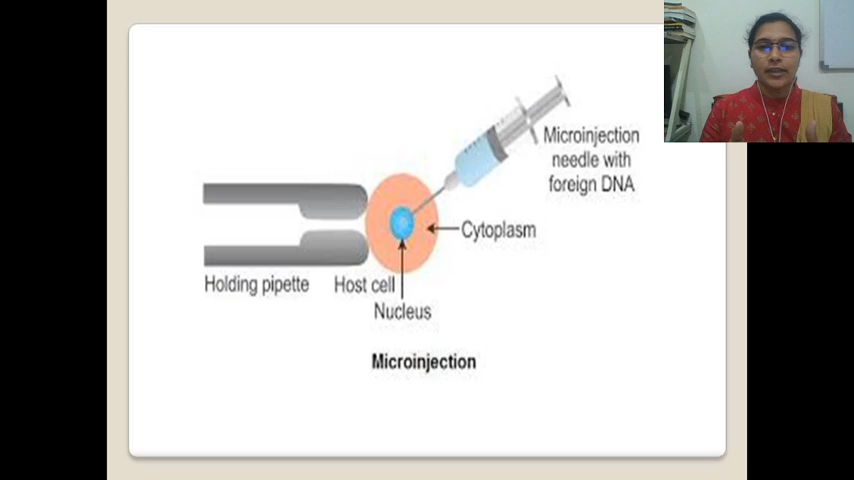 Microinjection
needle with
foreign DNA
Cytoplasm
Holding pipette
Host cell
Nucleus
Microinjection